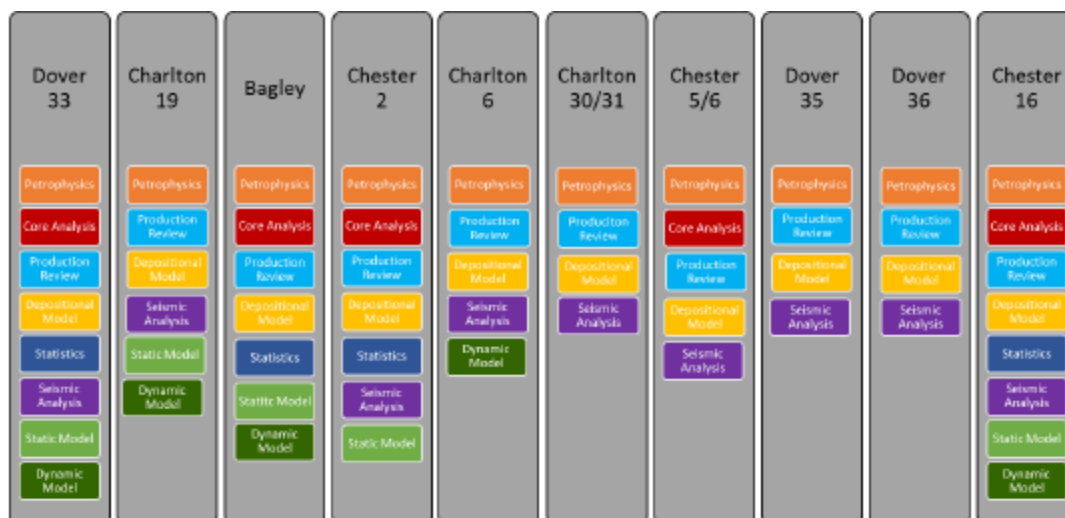 Dover
33
Petrophysics
Core Analysis
Production
Review
Depositional
Model
Statistics
Seismic
Analysis
Static Model
Dynamic
Model
Charlton
19
Petrophysics
Production
Review
Depositional
Model
Seismic
Analysis
Static Model
Dynamic
Model
Bagley
Petrophysics
Core Analysis
Production
Review
Depositional
Model
Statistics
Statitc Model
Dynamic
Model
Chester
2
Petrophysics
Core Analysis
Production
Review
Depositional
Model
Statistics
Seismic
Analysis
Static Model
Charlton
6
Petrophysics
Production
Review
Depositional
Model
Seismic
Analysis
Dynamic
Model
Charlton
30/31
Petrophysics
Produciton
Review
Depositional
Model
Seismic
Analysis
Chester
5/6
Petrophysics
Core Analysis
Production
Review
Depositional
Model
Seismic
Analysis
Dover
35
Petrophysics
Production
Review
Depositional
Model
Seismic
Analysis
Dover
36
Petrophysics
Production
Review
Depositional
Model
Seismic
Analysis
Chester
16
Petrophysics
Core Analysis
Production
Review
Depositional
Model
Statistics
Seismic
Analysis
Static Model
Dynamic
Model